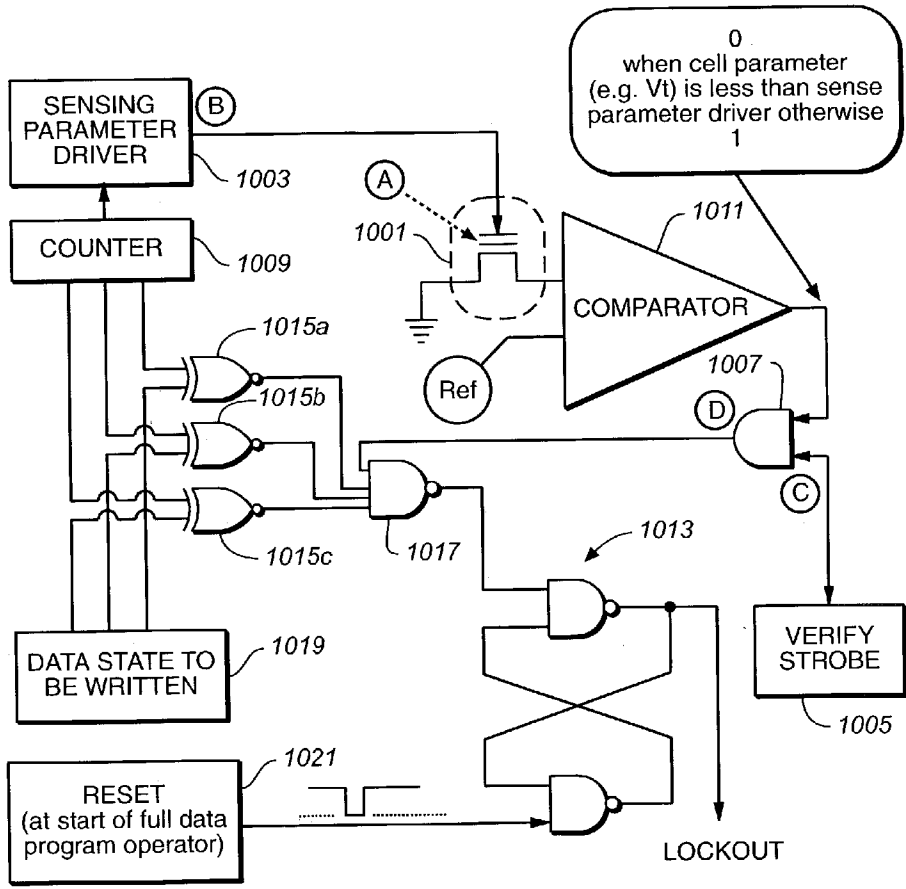 0
when cell parameter
(e.g. Vt) is less than sense
parameter driver otherwise
1
SENSING
PARAMETER
DRIVER
B
1003
A
1001
1011
COUNTER
1009
COMPARATOR
1015a
1007
Ref
1015b
D
C
1017
1015c
1013
DATA STATE TO
BE WRITTEN
1019
VERIFY
STROBE
1005
1021
RESET
(at start of full data
program operator)
LOCKOUT